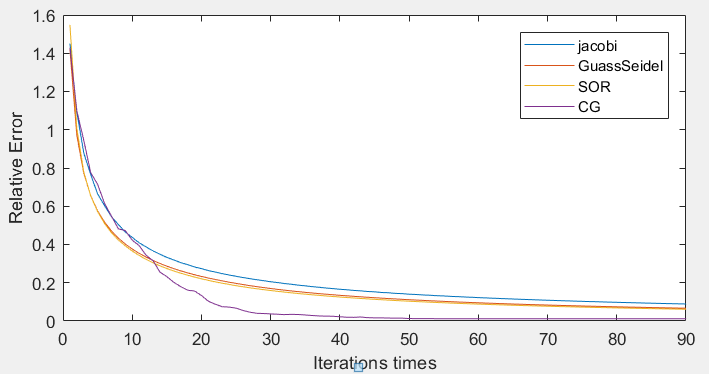 1.6
1.4
1.2
1
0.8
0.6
0.4
0.2
0
Relative Error
jacobi
GuassSeidel
SOR
CG
0 10 20 30 40 50 60 70 80 90
Iterations times